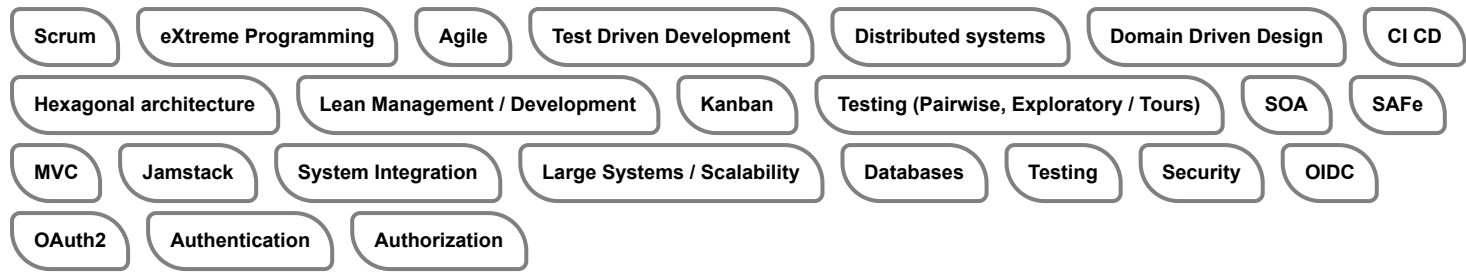 Scrum eXtreme Programming Agile Test Driven Development Distributed systems Domain Driven Design CI CD
Hexagonal architecture Lean Management / Development Kanban Testing (Pairwise, Exploratory / Tours) SOA SAFe
MVC Jamstack System Integration Large Systems / Scalability Databases Testing Security OIDC
OAuth2 Authentication Authorization